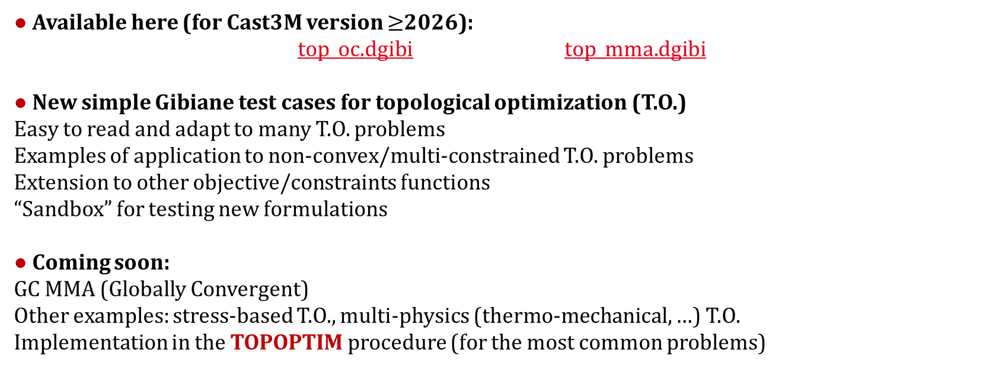 ● Available here (for Cast3M version ≥2026):
top_oc.dgibi top_mma.dgibi
● New simple Gibiane test cases for topological optimization (T.O.)
Easy to read and adapt to many T.O. problems
Examples of application to non-convex/multi-constrained T.O. problems
Extension to other objective/constraints functions
“Sandbox” for testing new formulations
● Coming soon:
GC MMA (Globally Convergent)
Other examples: stress-based T.O., multi-physics (thermo-mechanical, …) T.O.
Implementation in the TOPOPTIM procedure (for the most common problems)